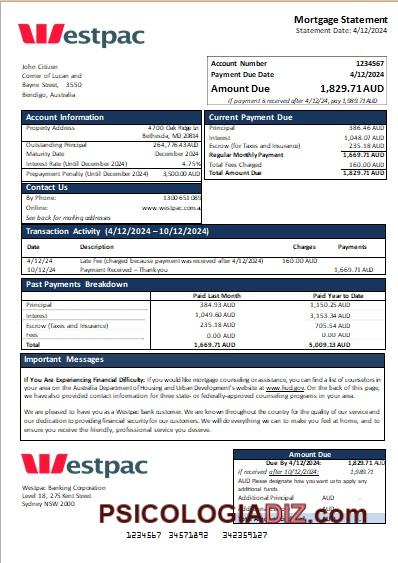 Westpac
Mortgage Statement
Statement Date: 4/12/2024
John Citizen
Corner of Lucan and
Bayne Street, 3550
Bendigo, Australia
Account Number 1234567
Payment Due Date 4/12/2024
Amount Due 1,829.71 AUD
If payment is received after 4/12/24, pay 1,989.71 AUD
Account Information
Property Address 4700 Oak Ridge Ln
Bethesda, MD 20814
Outstanding Principal 264,776.43 AUD
Maturity Date December 2024
Interest Rate (Until December 2024) 4.75%
Prepayment Penalty (Until December 2024) 3,500.00 AUD
Contact Us
By Phone: 1300 651 089
Online: www.westpac.com.a
See back for mailing addresses
Current Payment Due
Principal 386.46 AUD
Interest 1,048.07 AUD
Escrow (for Taxes and Insurance) 235.18 AUD
Regular Monthly Payment 1,669.71 AUD
Total Fees Charged 160.00 AUD
Total Amount Due 1,829.71 AUD
Transaction Activity (4/12/2024 – 10/12/2024)
Date Description Charges Payments
4/12/24 Late Fee (charged because payment was received after 4/12/24) 160.00 AUD
10/12/24 Payment Received – Thank you 1,669.71 AUD
Past Payments Breakdown
Paid Last Month Paid Year to Date
Principal 384.93 AUD 1,150.25 AUD
Interest 1,049.60 AUD 3,153.34 AUD
Escrow (Taxes and Insurance) 235.18 AUD 705.54 AUD
Fees 0.00 AUD 0.00 AUD
Total 1,669.71 AUD 5,009.13 AUD
Important Messages
If You Are Experiencing Financial Difficulty: If you would like mortgage counseling or assistance, you can find a list of counselors in
your area on the Australia Department of Housing and Urban Development's website at www.hud.gov. On the back of this page,
we have also provided contact information for three state- or federally-approved counseling programs in your area.
We are pleased to have you as a Westpac bank customer. We are known throughout the country for the quality of our service and
our dedication to providing financial security for our customers. We will do everything we can to make you feel at home, and to
ensure you receive the friendly, professional service you deserve.
Westpac
Westpac Banking Corporation
Level 18, 275 Kent Street
Sydney NSW 2000
Amount Due
Due By 4/12/2024: 1,829.71 AUD
If received after 10/12/2024: 1,989.71
AUD Please designate how you want us to apply any
additional funds.
Additional Principal AUD
AUD
AUD
PSICOLOGIADIZ.com
1234567 34571892 342359127